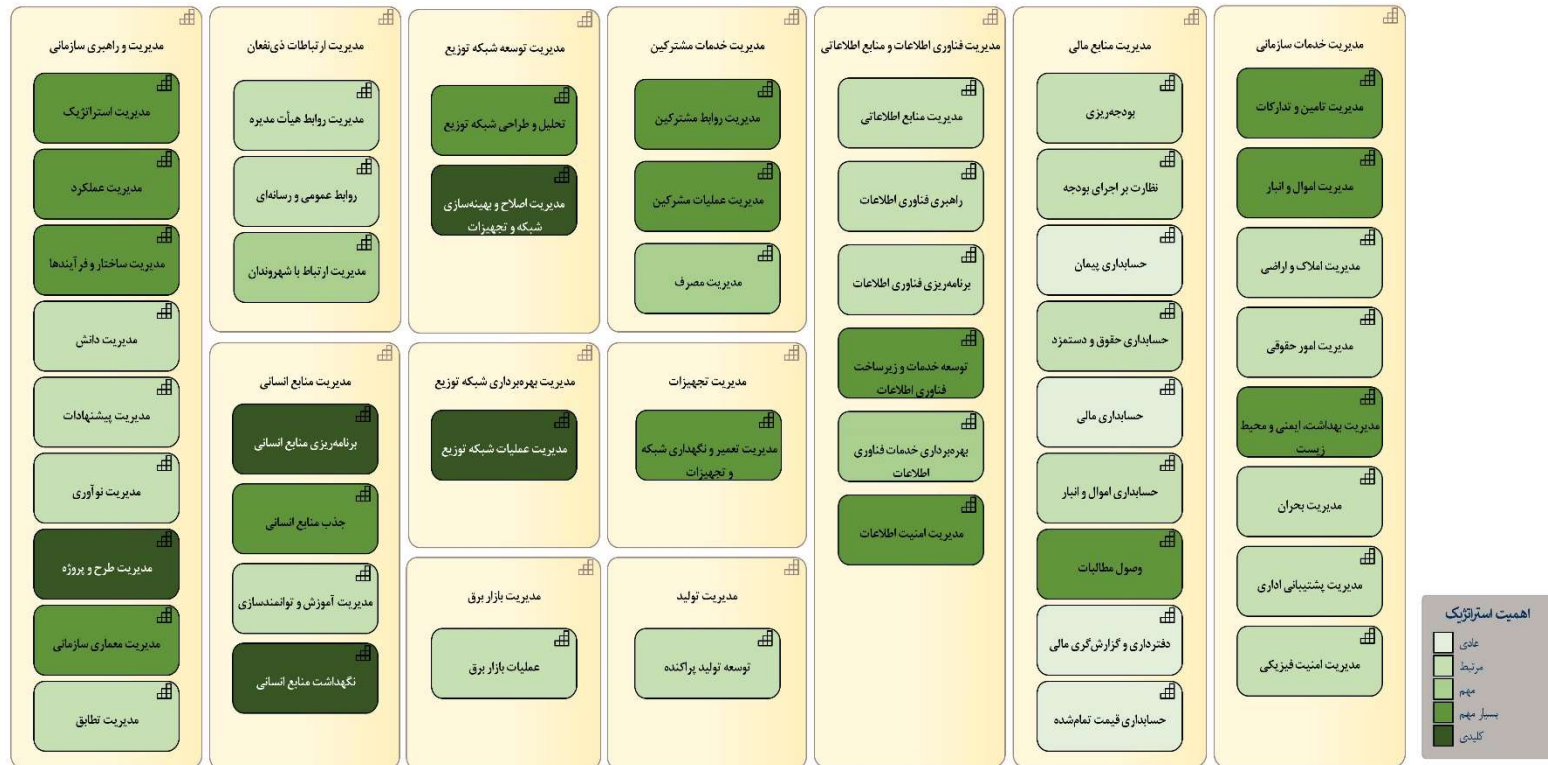 مدیریت خدمات سازمانی
مدیریت تامین و تدارکات
مدیریت اموال و انبار
مدیریت املاک و اراضی
مدیریت امور حقوقی
مدیریت بهداشت، ایمنی و محیط
زیست
مدیریت بحران
مدیریت پشتیبانی اداری
مدیریت امنیت فیزیکی
مدیریت منابع مالی
بودجه‌ریزی
نظارت بر اجرای بودجه
حسابداری پیمان
حسابداری حقوق و دستمزد
حسابداری مالی
حسابداری اموال و انبار
وصول مطالبات
دفترداری و گزارش‌گری مالی
حسابداری قیمت تمام‌شده
مدیریت فناوری اطلاعات و منابع اطلاعاتی
مدیریت منابع اطلاعاتی
راهبری فناوری اطلاعات
برنامه‌ریزی فناوری اطلاعات
توسعه خدمات و زیرساخت
فناوری اطلاعات
بهره‌برداری خدمات فناوری
اطلاعات
مدیریت امنیت اطلاعات
مدیریت خدمات مشترکین
مدیریت روابط مشترکین
مدیریت عملیات مشرکین
مدیریت مصرف
مدیریت توسعه شبکه توزیع
تحلیل و طراحی شبکه توزیع
مدیریت اصلاح و بهینه‌سازی
شبکه و تجهیزات
مدیریت ارتباطات ذی‌نفعان
مدیریت روابط هیأت مدیره
روابط عمومی و رسانه‌ای
مدیریت ارتباط با شهروندان
مدیریت و راهبری سازمانی
مدیریت استراتژیک
مدیریت عملکرد
مدیریت ساختار و فرآیندها
مدیریت دانش
مدیریت پیشنهادات
مدیریت نوآوری
مدیریت طرح و پروژه
مدیریت معماری سازمانی
مدیریت تطابق
مدیریت تجهیزات
مدیریت تعمیر و نگهداری شبکه
و تجهیزات
مدیریت بهره‌برداری شبکه توزیع
مدیریت عملیات شبکه توزیع
مدیریت منابع انسانی
برنامه‌ریزی منابع انسانی
جذب منابع انسانی
مدیریت آموزش و توانمندسازی
نگهداشت منابع انسانی
مدیریت تولید
توسعه تولید پراکنده
مدیریت بازار برق
عملیات بازار برق
اهمیت استراتژیک
عادی
مرتبط
مهم
بسیار مهم
کلیدی